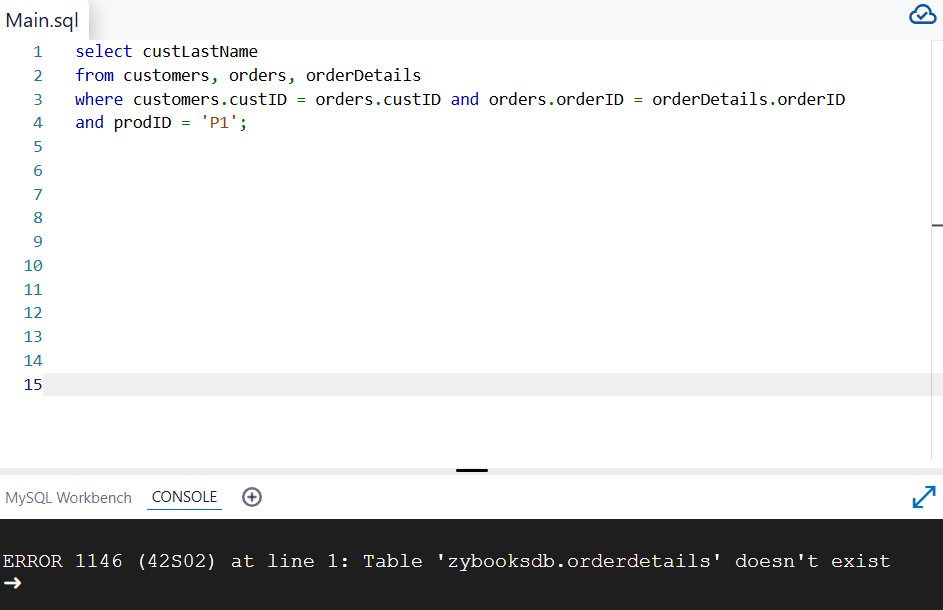 Main.sql
1 select custLastName
2 from customers, orders, orderDetails
3 where customers.custID = orders.custID and orders.orderID = orderDetails.orderID
4 and prodID = 'P1';
5
6
7
8
9
10
11
12
13
14
15
MySQL Workbench CONSOLE
ERROR 1146 (42S02) at line 1: Table 'zybooksdb.orderdetails' doesn't exist
→